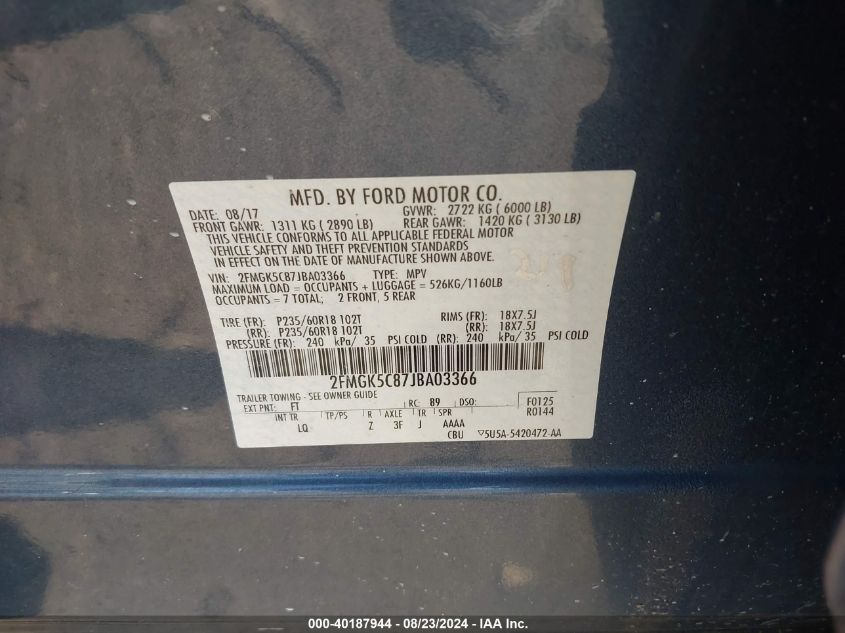 MFD. BY FORD MOTOR CO.
DATE: 08/17 GVWR: 2722 KG ( 6000 LB)
FRONT GAWR: 1311 KG ( 2890 LB) REAR GAWR: 1420 KG ( 3130 LB)
THIS VEHICLE CONFORMS TO ALL APPLICABLE FEDERAL MOTOR
VEHICLE SAFETY AND THEFT PREVENTION STANDARDS
IN EFFECT ON THE DATE OF MANUFACTURE SHOWN ABOVE.
VIN: 2FMGK5C87JBA03366 TYPE: MPV
MAXIMUM LOAD = OCCUPANTS + LUGGAGE = 526KG/1160LB
OCCUPANTS = 7 TOTAL; 2 FRONT, 5 REAR
TIRE (FR): P235/60R18 102T RIMS (FR): 18X7.5J
(RR): P235/60R18 102T (RR): 18X7.5J
PRESSURE (FR): 240 kPa/ 35 PSI COLD (RR): 240 kPa/ 35 PSI COLD
2FMGK5C87JBA03366
TRAILER TOWING - SEE OWNER GUIDE
EXT PNT: FT RC: 89 DSO: F0125
INT TR TP/PS R AXLE TR SPR R0144
LQ Z 3F J AAAA
CBU ▽5U5A-5420472-AA
000-40187944 - 08/23/2024 - IAA Inc.